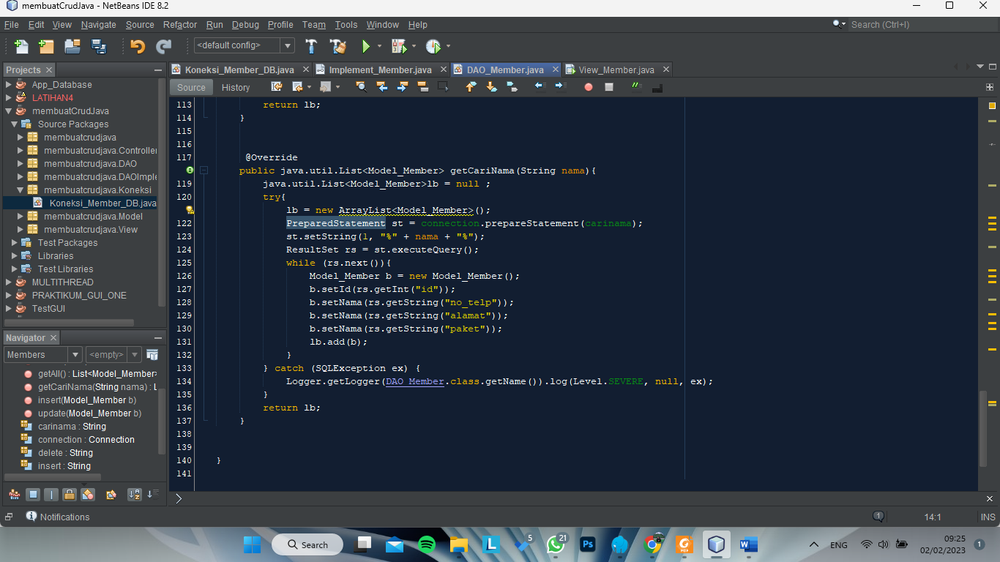 membuatCrudJava - NetBeans IDE 8.2
File Edit View Navigate Source Refactor Run Debug Profile Team Tools Window Help
Search (Ctrl+I)
<default config>
Projects
App_Database
LATIHAN4
membuatCrudJava
Source Packages
membuatcrudjava
membuatcrudjava.Controller
membuatcrudjava.DAO
membuatcrudjava.DAOImple
membuatcrudjava.Koneksi
Koneksi_Member_DB.java
membuatcrudjava.Model
membuatcrudjava.View
Test Packages
Libraries
Test Libraries
MULTITHREAD
PRAKTIKUM_GUI_ONE
TestGUI
Navigator
Members <empty>
getAll() : List<Model_Member>
getCariNama(String nama) : L
insert(Model_Member b)
update(Model_Member b)
carinama : String
connection : Connection
delete : String
insert : String
Koneksi_Member_DB.java Implement_Member.java DAO_Member.java View_Member.java
Source History
113 return lb;
114 }
115
116
117 @Override
public java.util.List<Model_Member> getCariNama(String nama){
119 java.util.List<Model_Member>lb = null ;
120 try{
lb = new ArrayList<Model_Member>();
122 PreparedStatement st = connection.prepareStatement(carinama);
123 st.setString(1, "%" + nama + "%");
124 ResultSet rs = st.executeQuery();
125 while (rs.next()){
126 Model_Member b = new Model_Member();
127 b.setId(rs.getInt("id"));
128 b.setNama(rs.getString("no_telp"));
129 b.setNama(rs.getString("alamat"));
130 b.setNama(rs.getString("paket"));
131 lb.add(b);
132 }
133 } catch (SQLException ex) {
134 Logger.getLogger(DAO_Member.class.getName()).log(Level.SEVERE, null, ex);
135 }
136 return lb;
137 }
138
139
140 }
141
Notifications
1
14:1 INS
Search
5
21
ENG
09:25
02/02/2023
1